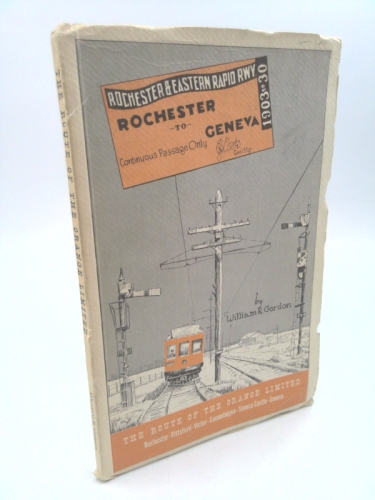 ROCHESTER & EASTERN RAPID RWY
ROCHESTER
-TO-
GENEVA
Continuous Passage Only
1903 to 30
by
William R Gordon
THE ROUTE OF THE ORANGE LIMITED
Rochester-Pittsford-Victor-Canandaigua-Seneca Castle-Geneva
THE ROUTE OF THE ORANGE LIMITED